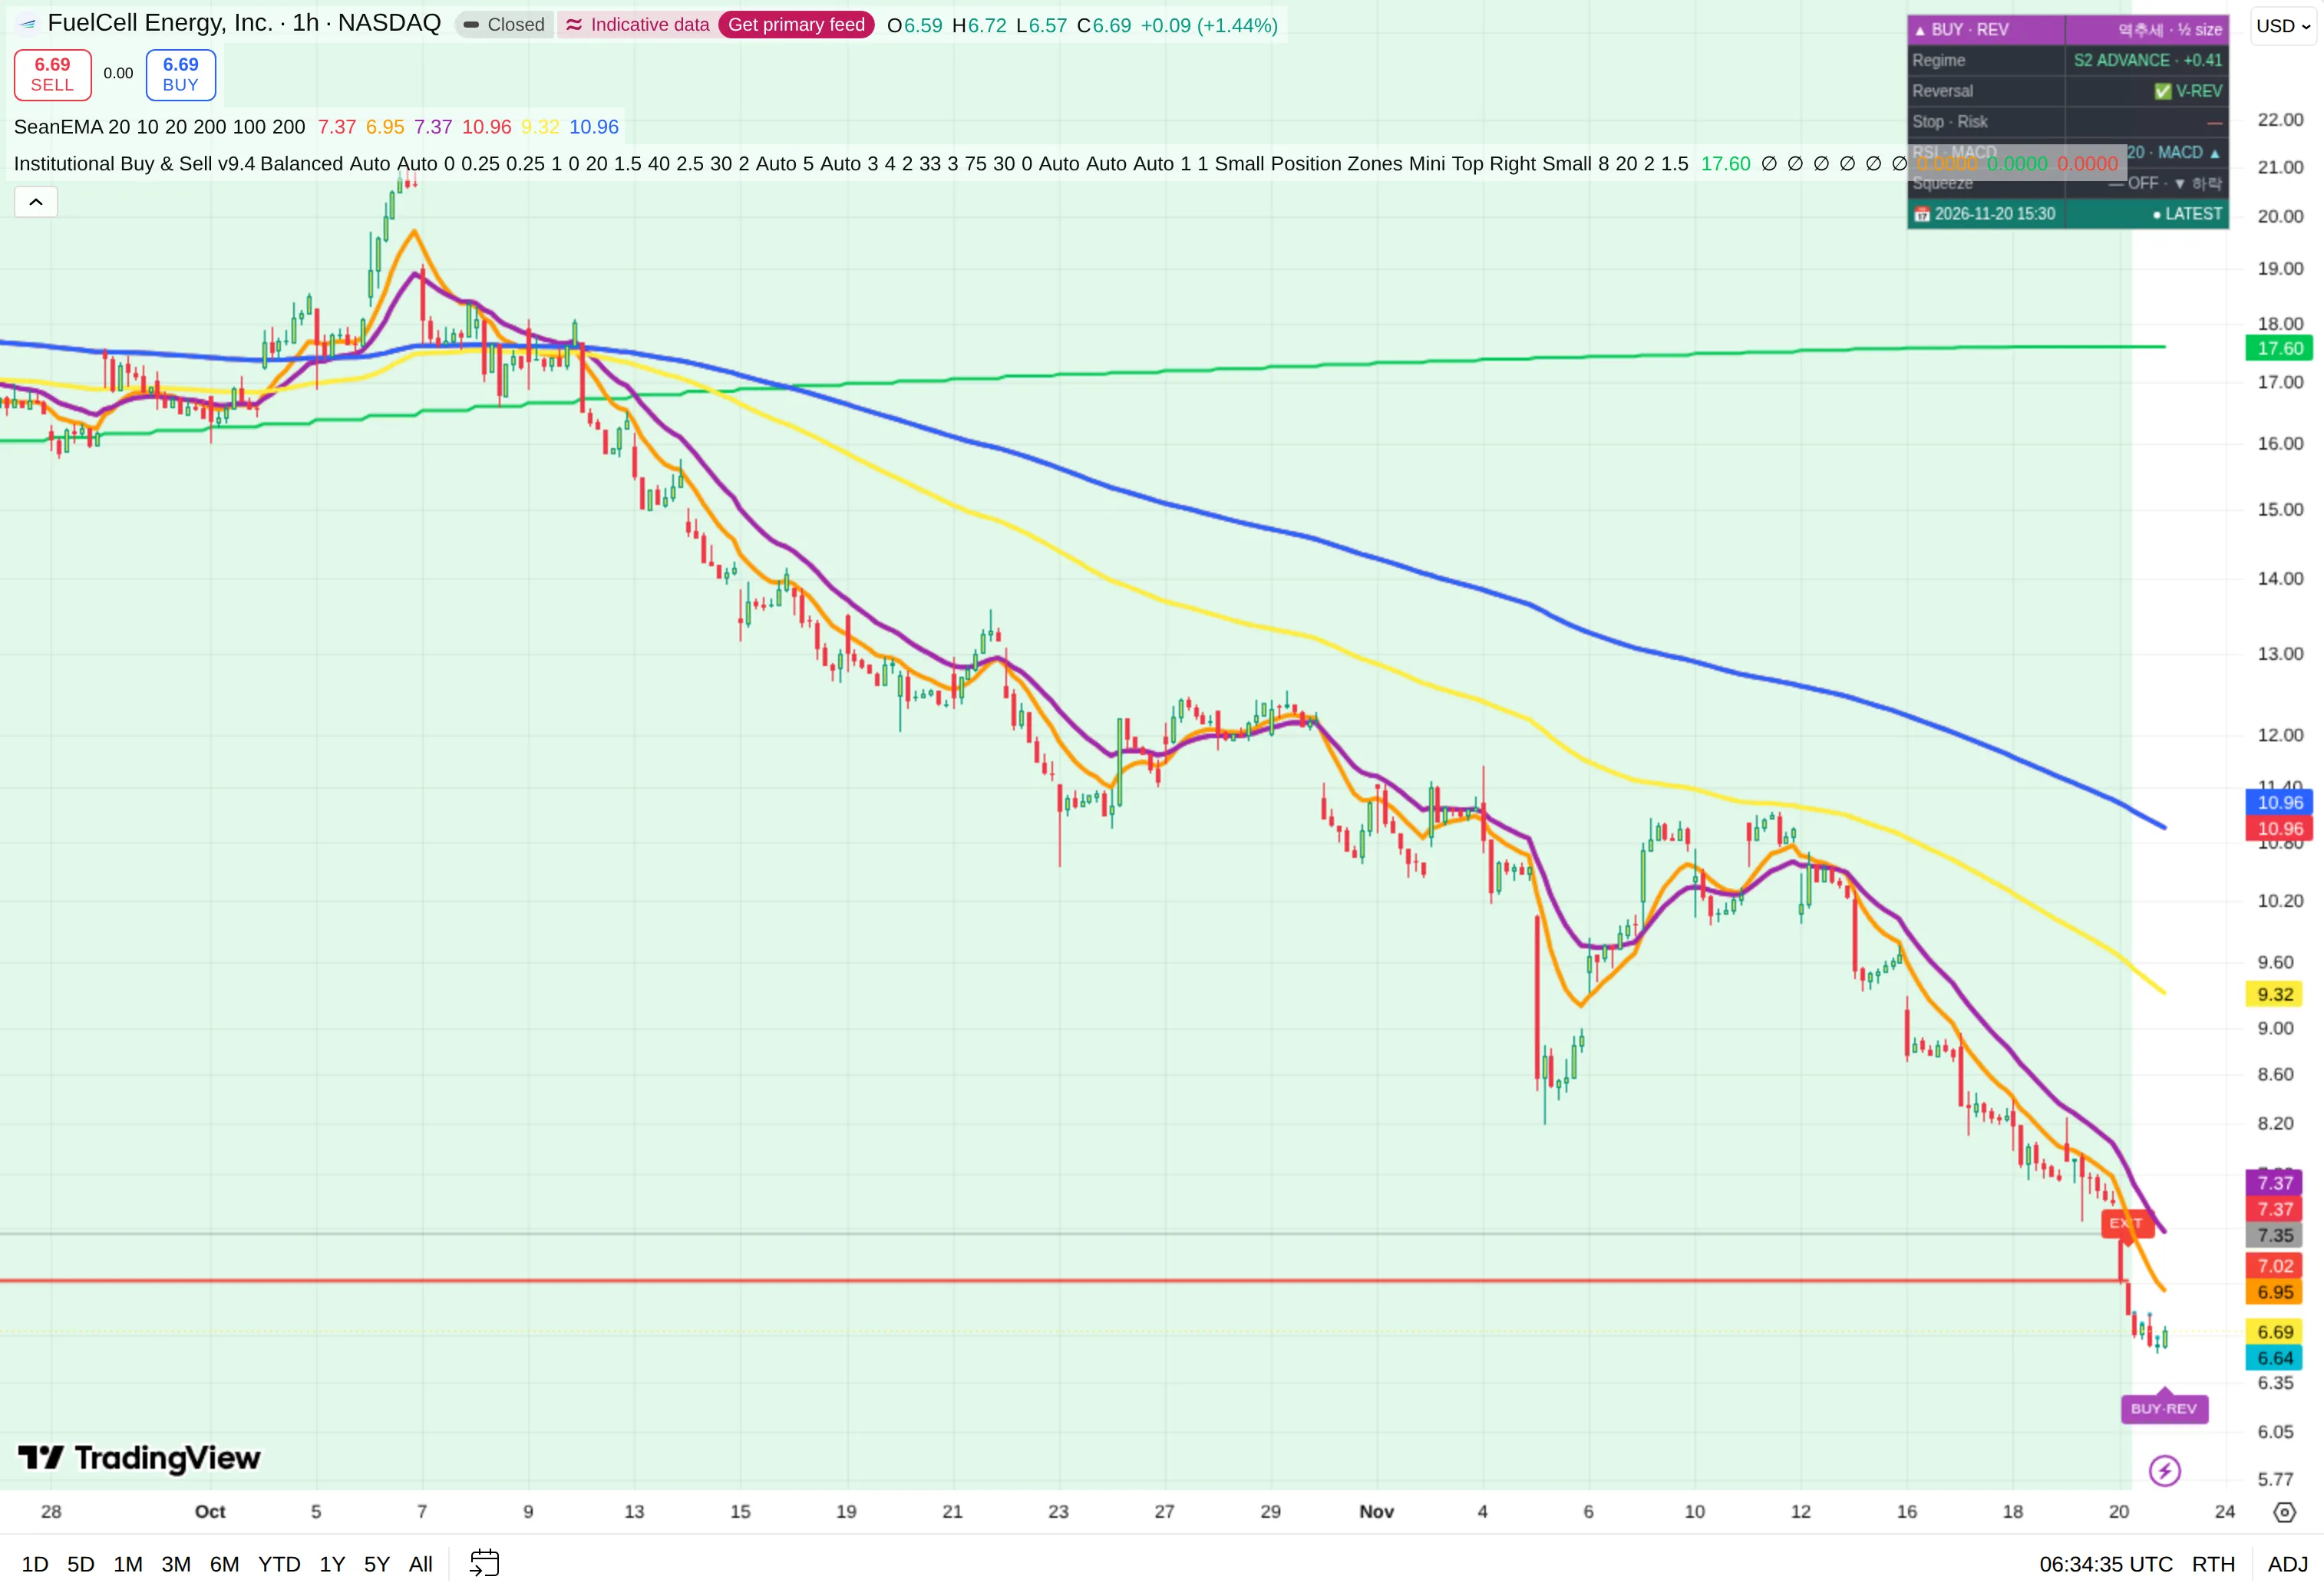 FuelCell Energy, Inc. · 1h · NASDAQ Closed Indicative data Get primary feed O6.59 H6.72 L6.57 C6.69 +0.09 (+1.44%)
6.69
SELL
0.00
6.69
BUY
SeanEMA 20 10 20 200 100 200 7.37 6.95 7.37 10.96 9.32 10.96
Institutional Buy & Sell v9.4 Balanced Auto Auto 0 0.25 0.25 1 0 20 1.5 40 2.5 30 2 Auto 5 Auto 3 4 2 33 3 75 30 0 Auto Auto Auto 1 1 Small Position Zones Mini Top Right Small 8 20 2 1.5 17.60 ∅ ∅ ∅ ∅ ∅ ∅ 0.0000 0.0000 0.0000
▲ BUY · REV 역추세 · ½ size
Regime S2 ADVANCE · +0.41
Reversal ✅ V-REV
Stop · Risk —
RSI · MACD 20 · MACD ▲
Squeeze — OFF · ▼ 하락
📅 2026-11-20 15:30 ● LATEST
USD
22.00
21.00
20.00
19.00
18.00
17.60
17.00
16.00
15.00
14.00
13.00
12.00
11.40
10.96
10.96
10.80
10.20
9.60
9.32
9.00
8.60
8.20
7.37
7.37
7.35
7.02
6.95
6.69
6.64
6.35
6.05
5.77
EXIT
BUY·REV
TradingView
28 Oct 5 7 9 13 15 19 21 23 27 29 Nov 4 6 10 12 16 18 20 24
1D 5D 1M 3M 6M YTD 1Y 5Y All
06:34:35 UTC RTH ADJ